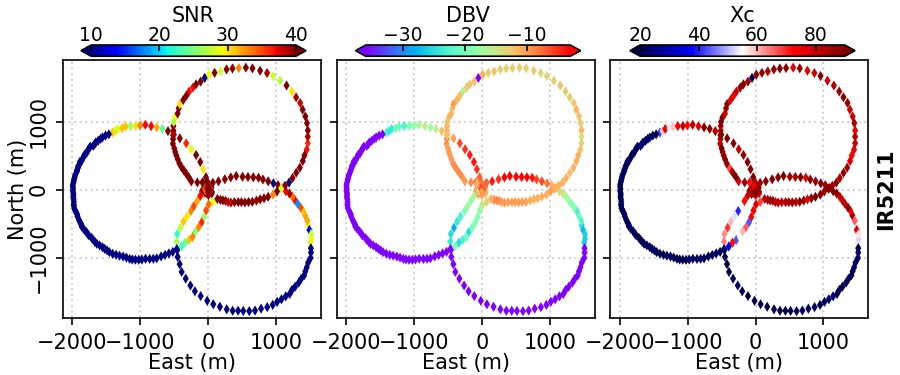 SNR DBV Xc
10 20 30 40 −30 −20 −10 20 40 60 80
1000
0
−1000
North (m)
IR5211
−2000 −1000 0 1000 −2000 −1000 0 1000 −2000 −1000 0 1000
East (m) East (m) East (m)